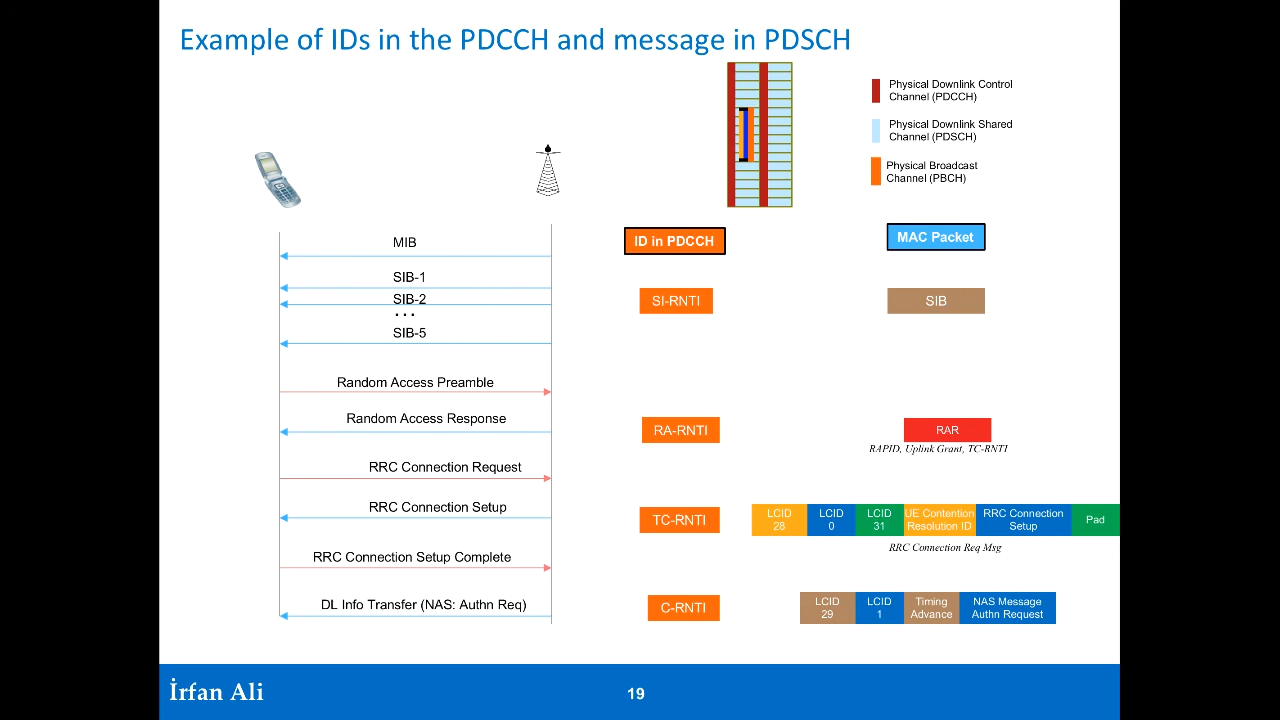 Example of IDs in the PDCCH and message in PDSCH
Physical Downlink Control
Channel (PDCCH)
Physical Downlink Shared
Channel (PDSCH)
Physical Broadcast
Channel (PBCH)
MIB
ID in PDCCH
MAC Packet
SIB-1
SIB-2
...
SIB-5
SI-RNTI
SIB
Random Access Preamble
Random Access Response
RA-RNTI
RAR
RAPID, Uplink Grant, TC-RNTI
RRC Connection Request
RRC Connection Setup
TC-RNTI
LCID
28
LCID
0
LCID
31
UE Contention
Resolution ID
RRC Connection
Setup
Pad
RRC Connection Req Msg
RRC Connection Setup Complete
DL Info Transfer (NAS: Authn Req)
C-RNTI
LCID
29
LCID
1
Timing
Advance
NAS Message
Authn Request
İrfan Ali
19